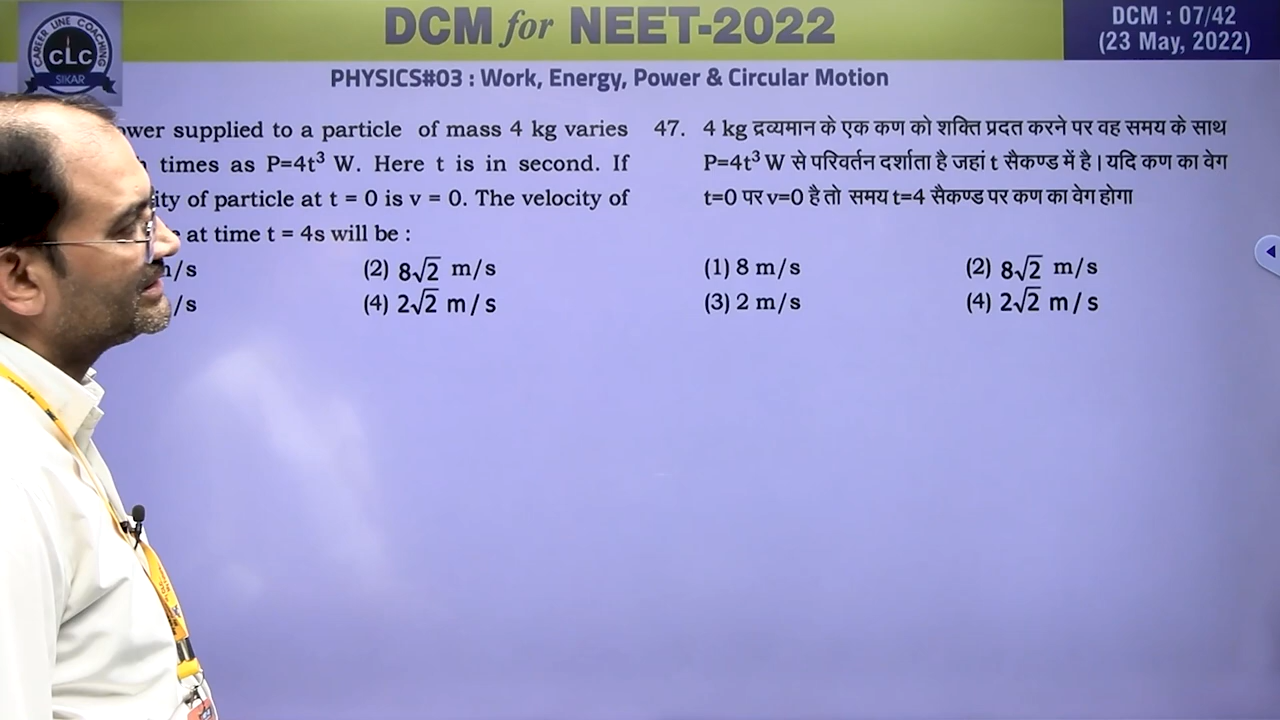 DCM for NEET-2022
DCM : 07/42
(23 May, 2022)
CAREER LINE COACHING
CLC
SIKAR
PHYSICS#03 : Work, Energy, Power & Circular Motion
supplied to a particle of mass 4 kg varies
times as P=4t³ W. Here t is in second. If
of particle at t = 0 is v = 0. The velocity of
at time t = 4s will be :
(2) 8√2 m/s
/s
(4) 2√2 m / s
47. 4 kg द्रव्यमान के एक कण को शक्ति प्रदत करने पर वह समय के साथ
P=4t³ W से परिवर्तन दर्शाता है जहां t सैकण्ड में है। यदि कण का वेग
t=0 पर v=0 है तो समय t=4 सैकण्ड पर कण का वेग होगा
(1) 8 m/s (2) 8√2 m/s
(3) 2 m/s (4) 2√2 m / s